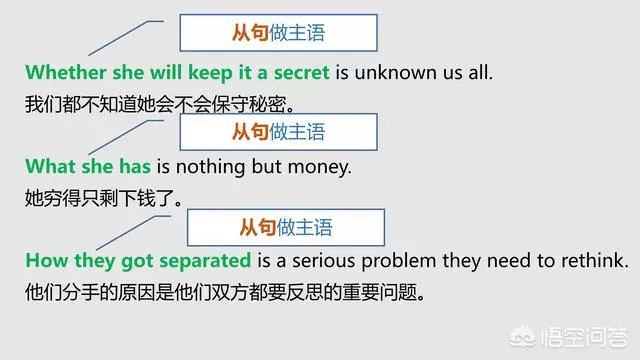 从句做主语
Whether she will keep it a secret is unknown us all.
我们都不知道她会不会保守秘密。
从句做主语
What she has is nothing but money.
她穷得只剩下钱了。
从句做主语
How they got separated is a serious problem they need to rethink.
他们分手的原因是他们双方都要反思的重要问题。
悟空问答